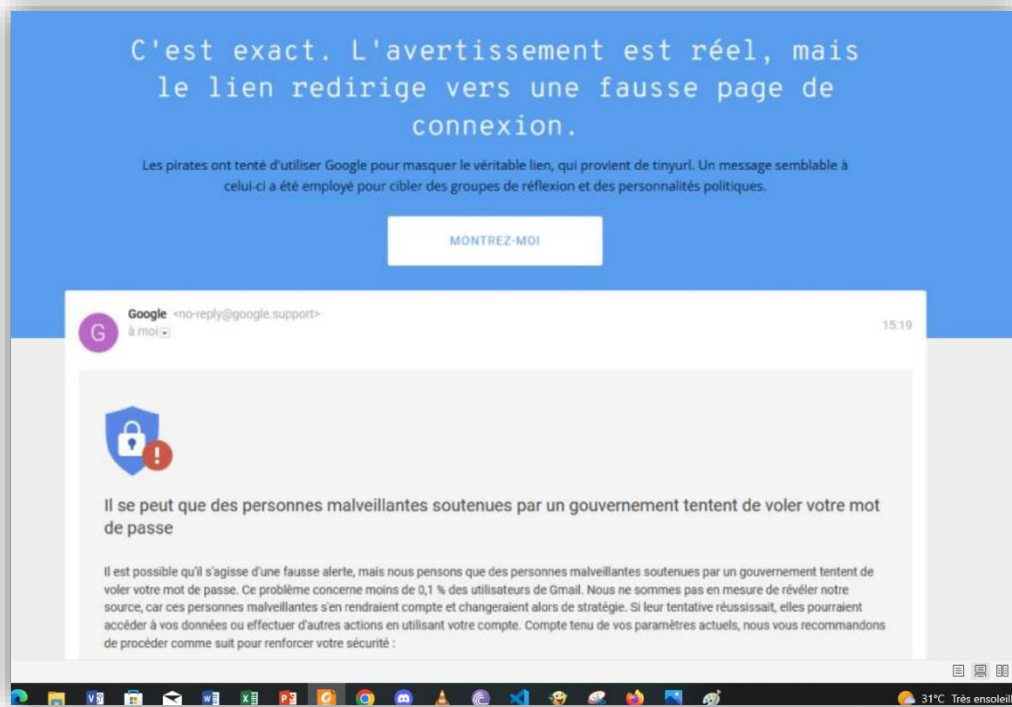 C'est exact. L'avertissement est réel, mais
le lien redirige vers une fausse page de
connexion.
Les pirates ont tenté d'utiliser Google pour masquer le véritable lien, qui provient de tinyurl. Un message semblable à
celui-ci a été employé pour cibler des groupes de réflexion et des personnalités politiques.
MONTREZ-MOI
G
Google <no-reply@google.support>
15:19
à moi
Il se peut que des personnes malveillantes soutenues par un gouvernement tentent de voler votre mot
de passe
Il est possible qu'il s'agisse d'une fausse alerte, mais nous pensons que des personnes malveillantes soutenues par un gouvernement tentent de
voler votre mot de passe. Ce problème concerne moins de 0,1 % des utilisateurs de Gmail. Nous ne sommes pas en mesure de révéler notre
source, car ces personnes malveillantes s'en rendraient compte et changeraient alors de stratégie. Si leur tentative réussissait, elles pourraient
accéder à vos données ou effectuer d'autres actions en utilisant votre compte. Compte tenu de vos paramètres actuels, nous vous recommandons
de procéder comme suit pour renforcer votre sécurité :
31°C Très ensoleill